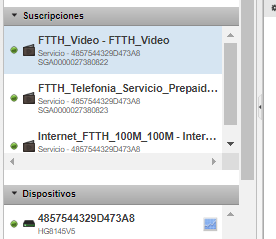 Suscripciones
FTTH_Video - FTTH_Video
Servicio - 4857544329D473A8
SGA0000027380822
FTTH_Telefonia_Servicio_Prepaid...
Servicio - 4857544329D473A8
SGA0000027380823
Internet_FTTH_100M_100M - Inter...
Servicio - 4857544329D473A8
Dispositivos
4857544329D473A8
HG8145V5